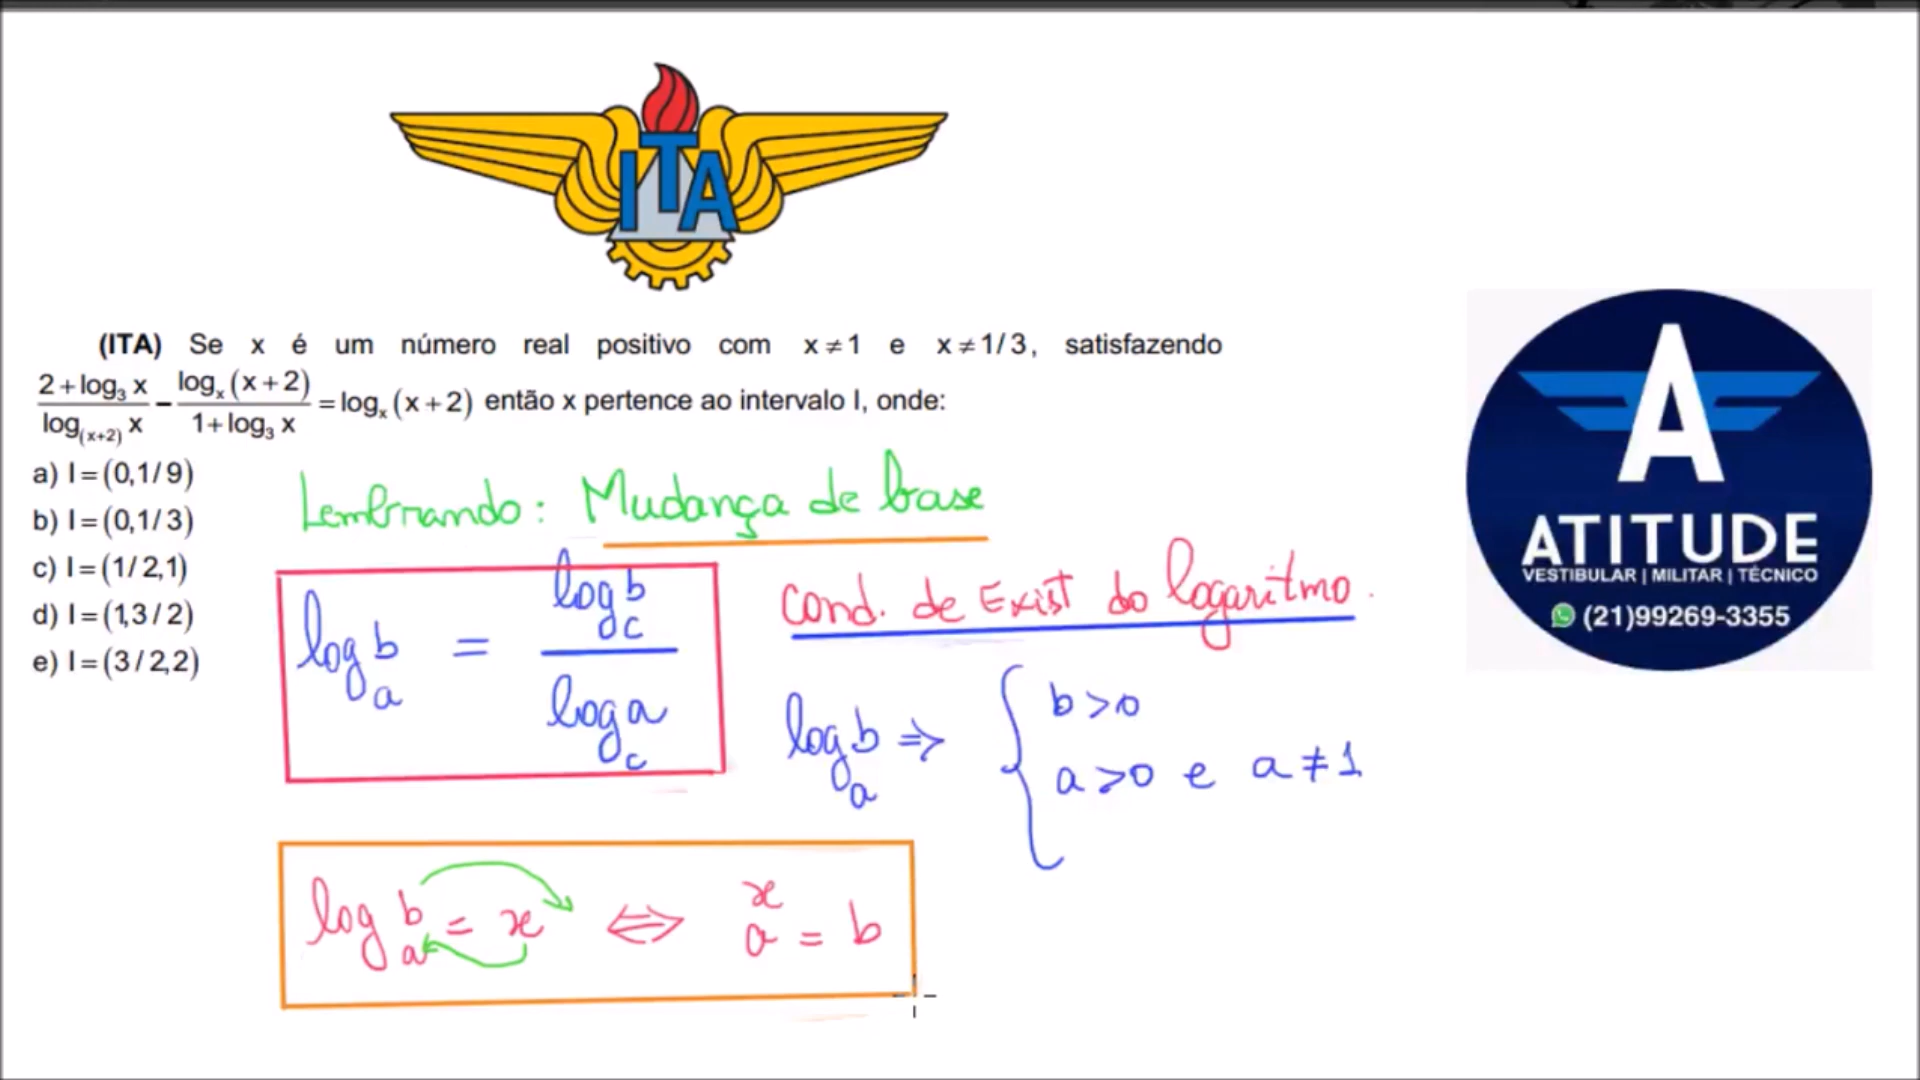 ITA
(ITA) Se x é um número real positivo com x ≠ 1 e x ≠ 1/3, satisfazendo
(2 + log₃ x)/(log₍ₓ₊₂₎ x) − (logₓ (x + 2))/(1 + log₃ x) = logₓ (x + 2) então x pertence ao intervalo I, onde:
a) I = (0,1/9)
b) I = (0,1/3)
c) I = (1/2,1)
d) I = (1,3/2)
e) I = (3/2,2)
Lembrando: Mudança de base
logₐ b = (log_c b)/(log_c a)
Cond. de Exist do logaritmo.
logₐ b ⇒ { b > 0
a > 0 e a ≠ 1
logₐ b = x ⇔ aˣ = b
A
ATITUDE
VESTIBULAR | MILITAR | TÉCNICO
(21)99269-3355